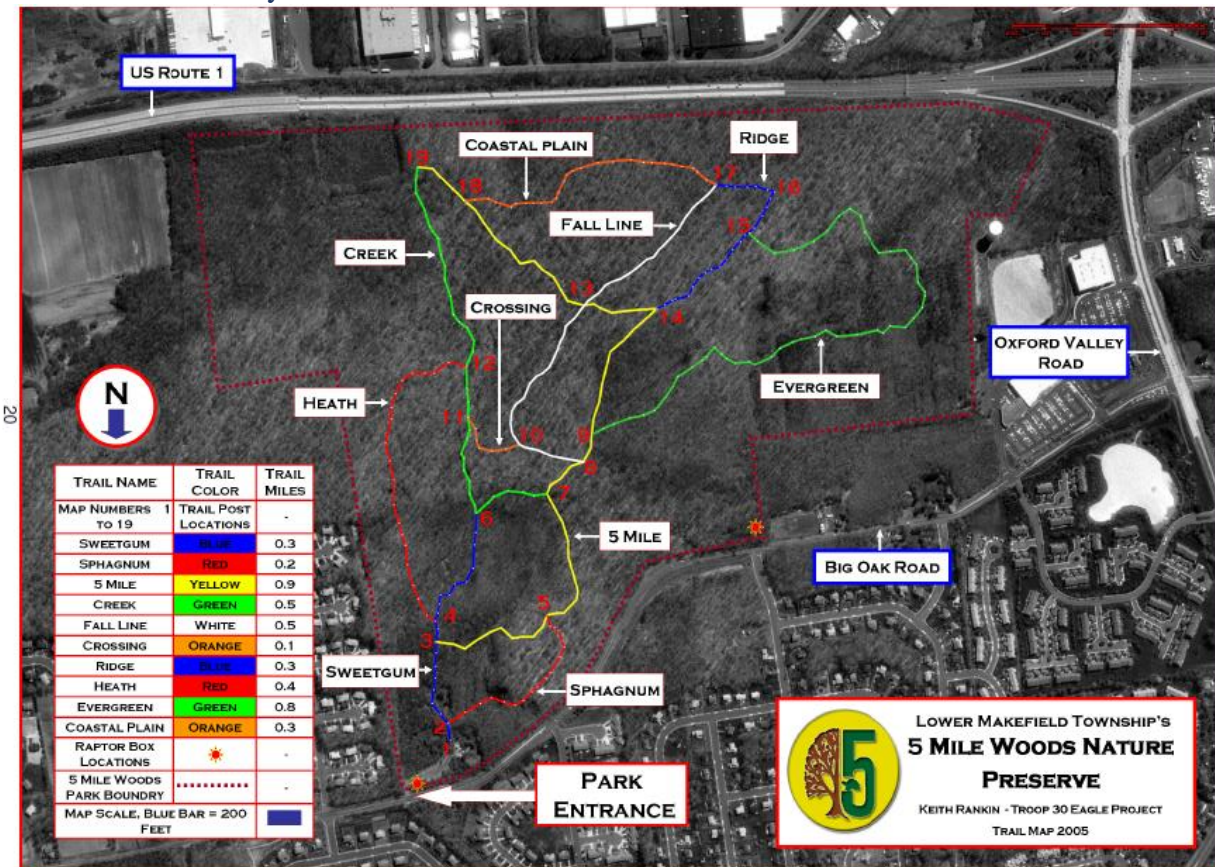 US Route 1
Coastal plain
Ridge
19
18
17
16
Fall Line
15
Creek
Crossing
13
14
Oxford Valley
Road
12
Evergreen
Heath
N
11
10
9
8
20
7
6
5 Mile
Big Oak Road
5
4
3
Sweetgum
Sphagnum
2
1
Park
Entrance
Trail Name Trail Color Trail Miles
Map Numbers 1 to 19 Trail Post Locations -
Sweetgum Blue 0.3
Sphagnum Red 0.2
5 Mile Yellow 0.9
Creek Green 0.5
Fall Line White 0.5
Crossing Orange 0.1
Ridge Blue 0.3
Heath Red 0.4
Evergreen Green 0.8
Coastal Plain Orange 0.3
Raptor Box Locations -
5 Mile Woods Park Boundry -
Map Scale, Blue Bar = 200 Feet
5
Lower Makefield Township's
5 Mile Woods Nature
Preserve
Keith Rankin - Troop 30 Eagle Project
Trail Map 2005